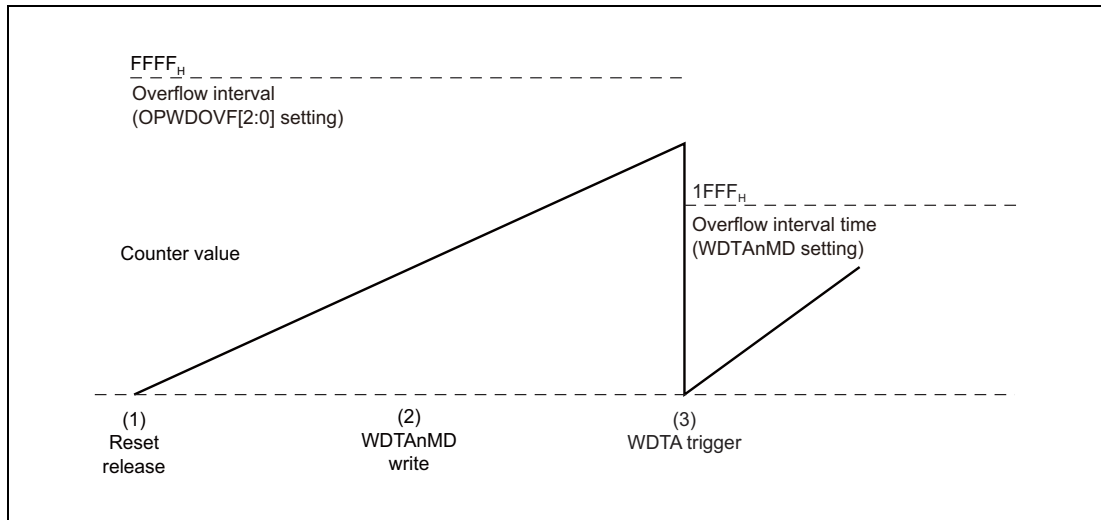 FFFFH
Overflow interval
(OPWDOVF[2:0] setting)
1FFFH
Overflow interval time
(WDTAnMD setting)
Counter value
(1)
Reset
release
(2)
WDTAnMD
write
(3)
WDTA trigger